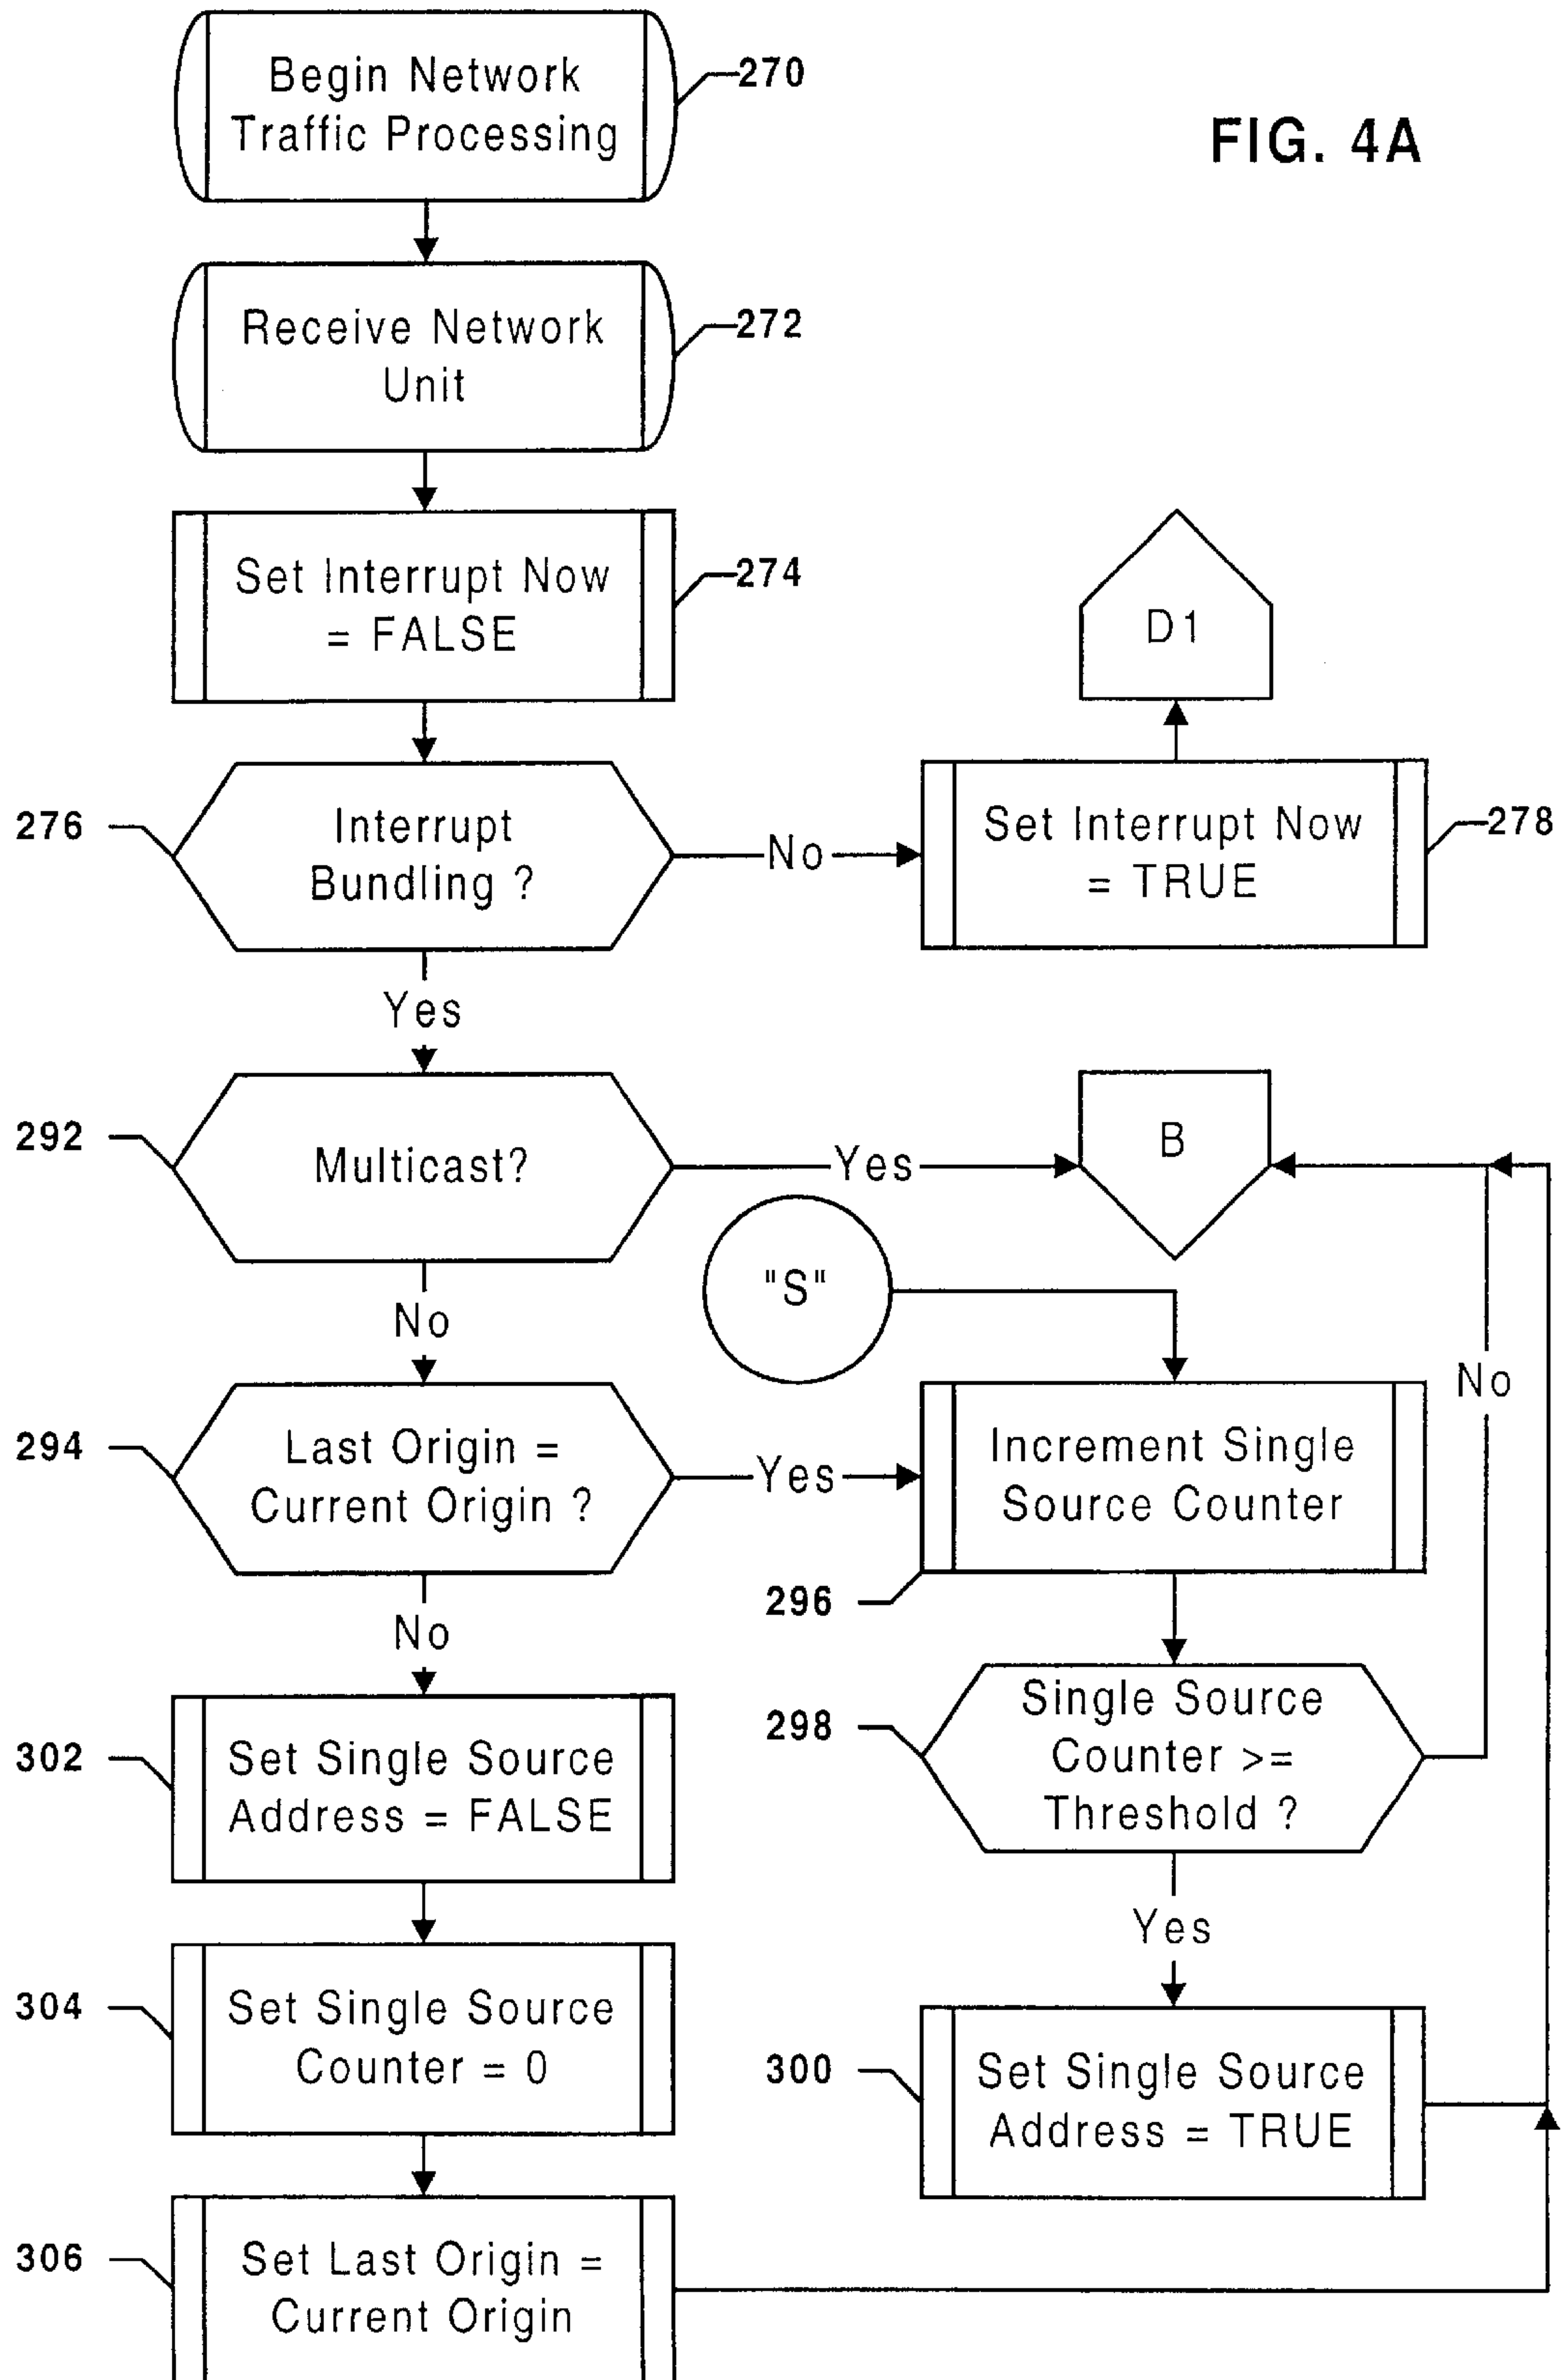 Begin Network
Traffic Processing
270
FIG. 4A
Receive Network
Unit
272
Set Interrupt Now
= FALSE
274
D1
276
Interrupt
Bundling ?
No
Set Interrupt Now
= TRUE
278
Yes
292
Multicast?
Yes
B
"S"
No
No
294
Last Origin =
Current Origin ?
Yes
Increment Single
Source Counter
296
No
302
Set Single Source
Address = FALSE
298
Single Source
Counter >=
Threshold ?
Yes
304
Set Single Source
Counter = 0
300
Set Single Source
Address = TRUE
306
Set Last Origin =
Current Origin